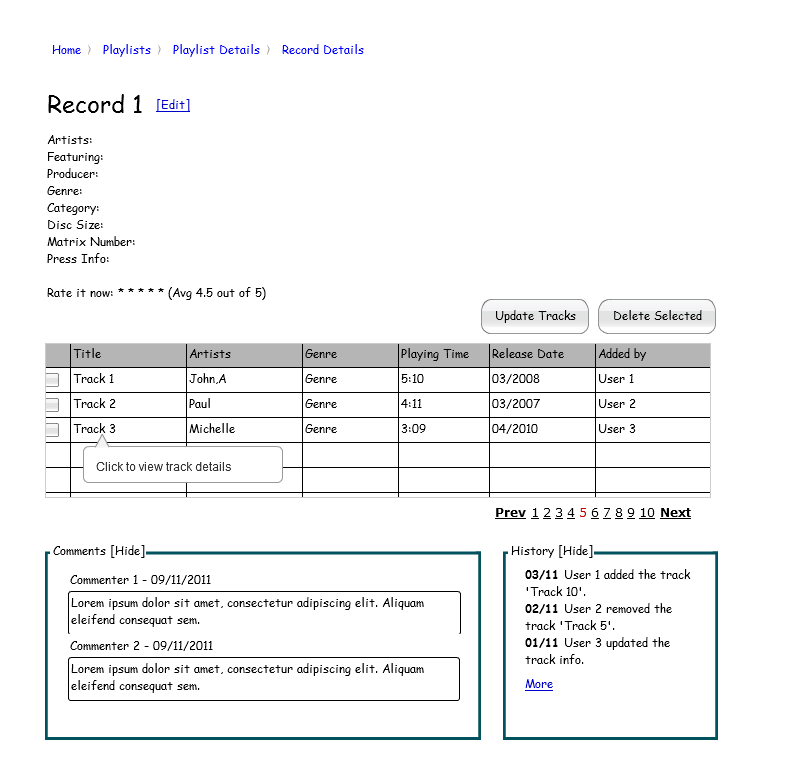 Home 〉 Playlists 〉 Playlist Details 〉 Record Details
Record 1 [Edit]
Artists:
Featuring:
Producer:
Genre:
Category:
Disc Size:
Matrix Number:
Press Info:
Rate it now: * * * * * (Avg 4.5 out of 5)
Update Tracks Delete Selected
Title Artists Genre Playing Time Release Date Added by
Track 1 John,A Genre 5:10 03/2008 User 1
Track 2 Paul Genre 4:11 03/2007 User 2
Track 3 Michelle Genre 3:09 04/2010 User 3
Click to view track details
Prev 1 2 3 4 5 6 7 8 9 10 Next
Comments [Hide]
Commenter 1 - 09/11/2011
Lorem ipsum dolor sit amet, consectetur adipiscing elit. Aliquam
eleifend consequat sem.
Commenter 2 - 09/11/2011
Lorem ipsum dolor sit amet, consectetur adipiscing elit. Aliquam
eleifend consequat sem.
History [Hide]
03/11 User 1 added the track
'Track 10'.
02/11 User 2 removed the
track 'Track 5'.
01/11 User 3 updated the
track info.
More